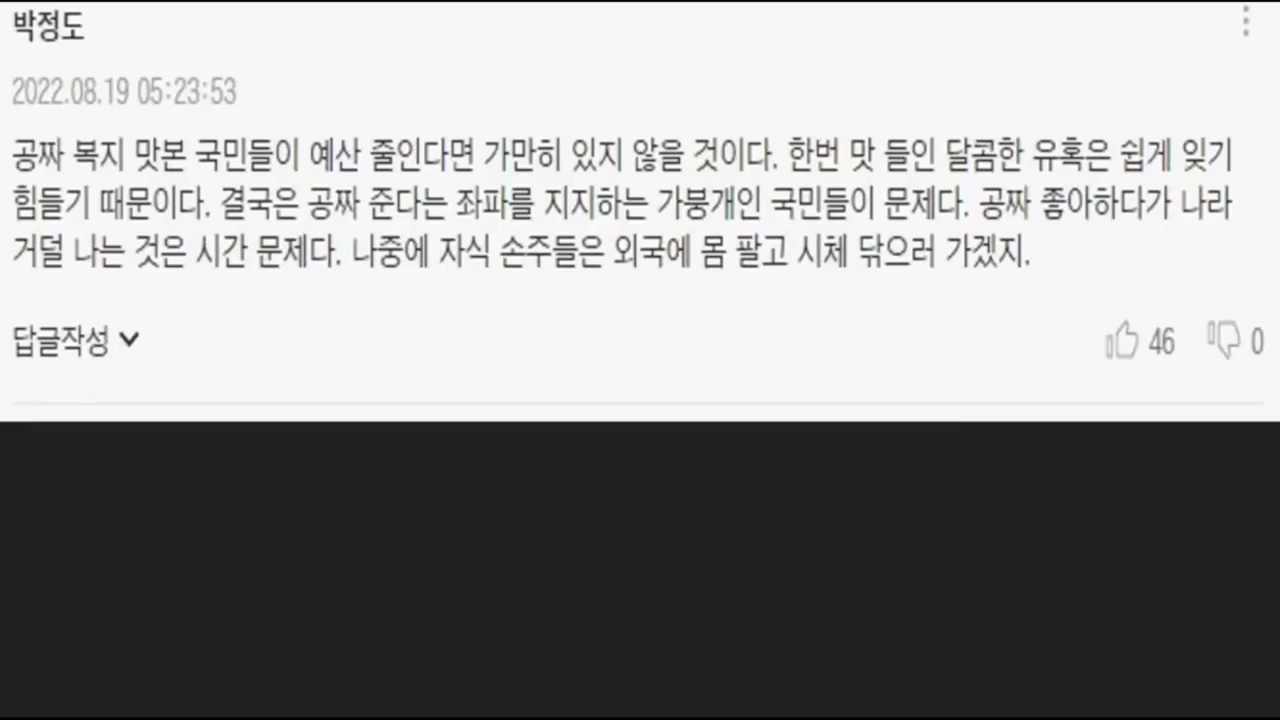 박정도
2022.08.19 05:23:53
공짜 복지 맛본 국민들이 예산 줄인다면 가만히 있지 않을 것이다. 한번 맛 들인 달콤한 유혹은 쉽게 잊기
힘들기 때문이다. 결국은 공짜 준다는 좌파를 지지하는 가붕개인 국민들이 문제다. 공짜 좋아하다가 나라
거덜 나는 것은 시간 문제다. 나중에 자식 손주들은 외국에 몸 팔고 시체 닦으러 가겠지.
답글작성
46 0